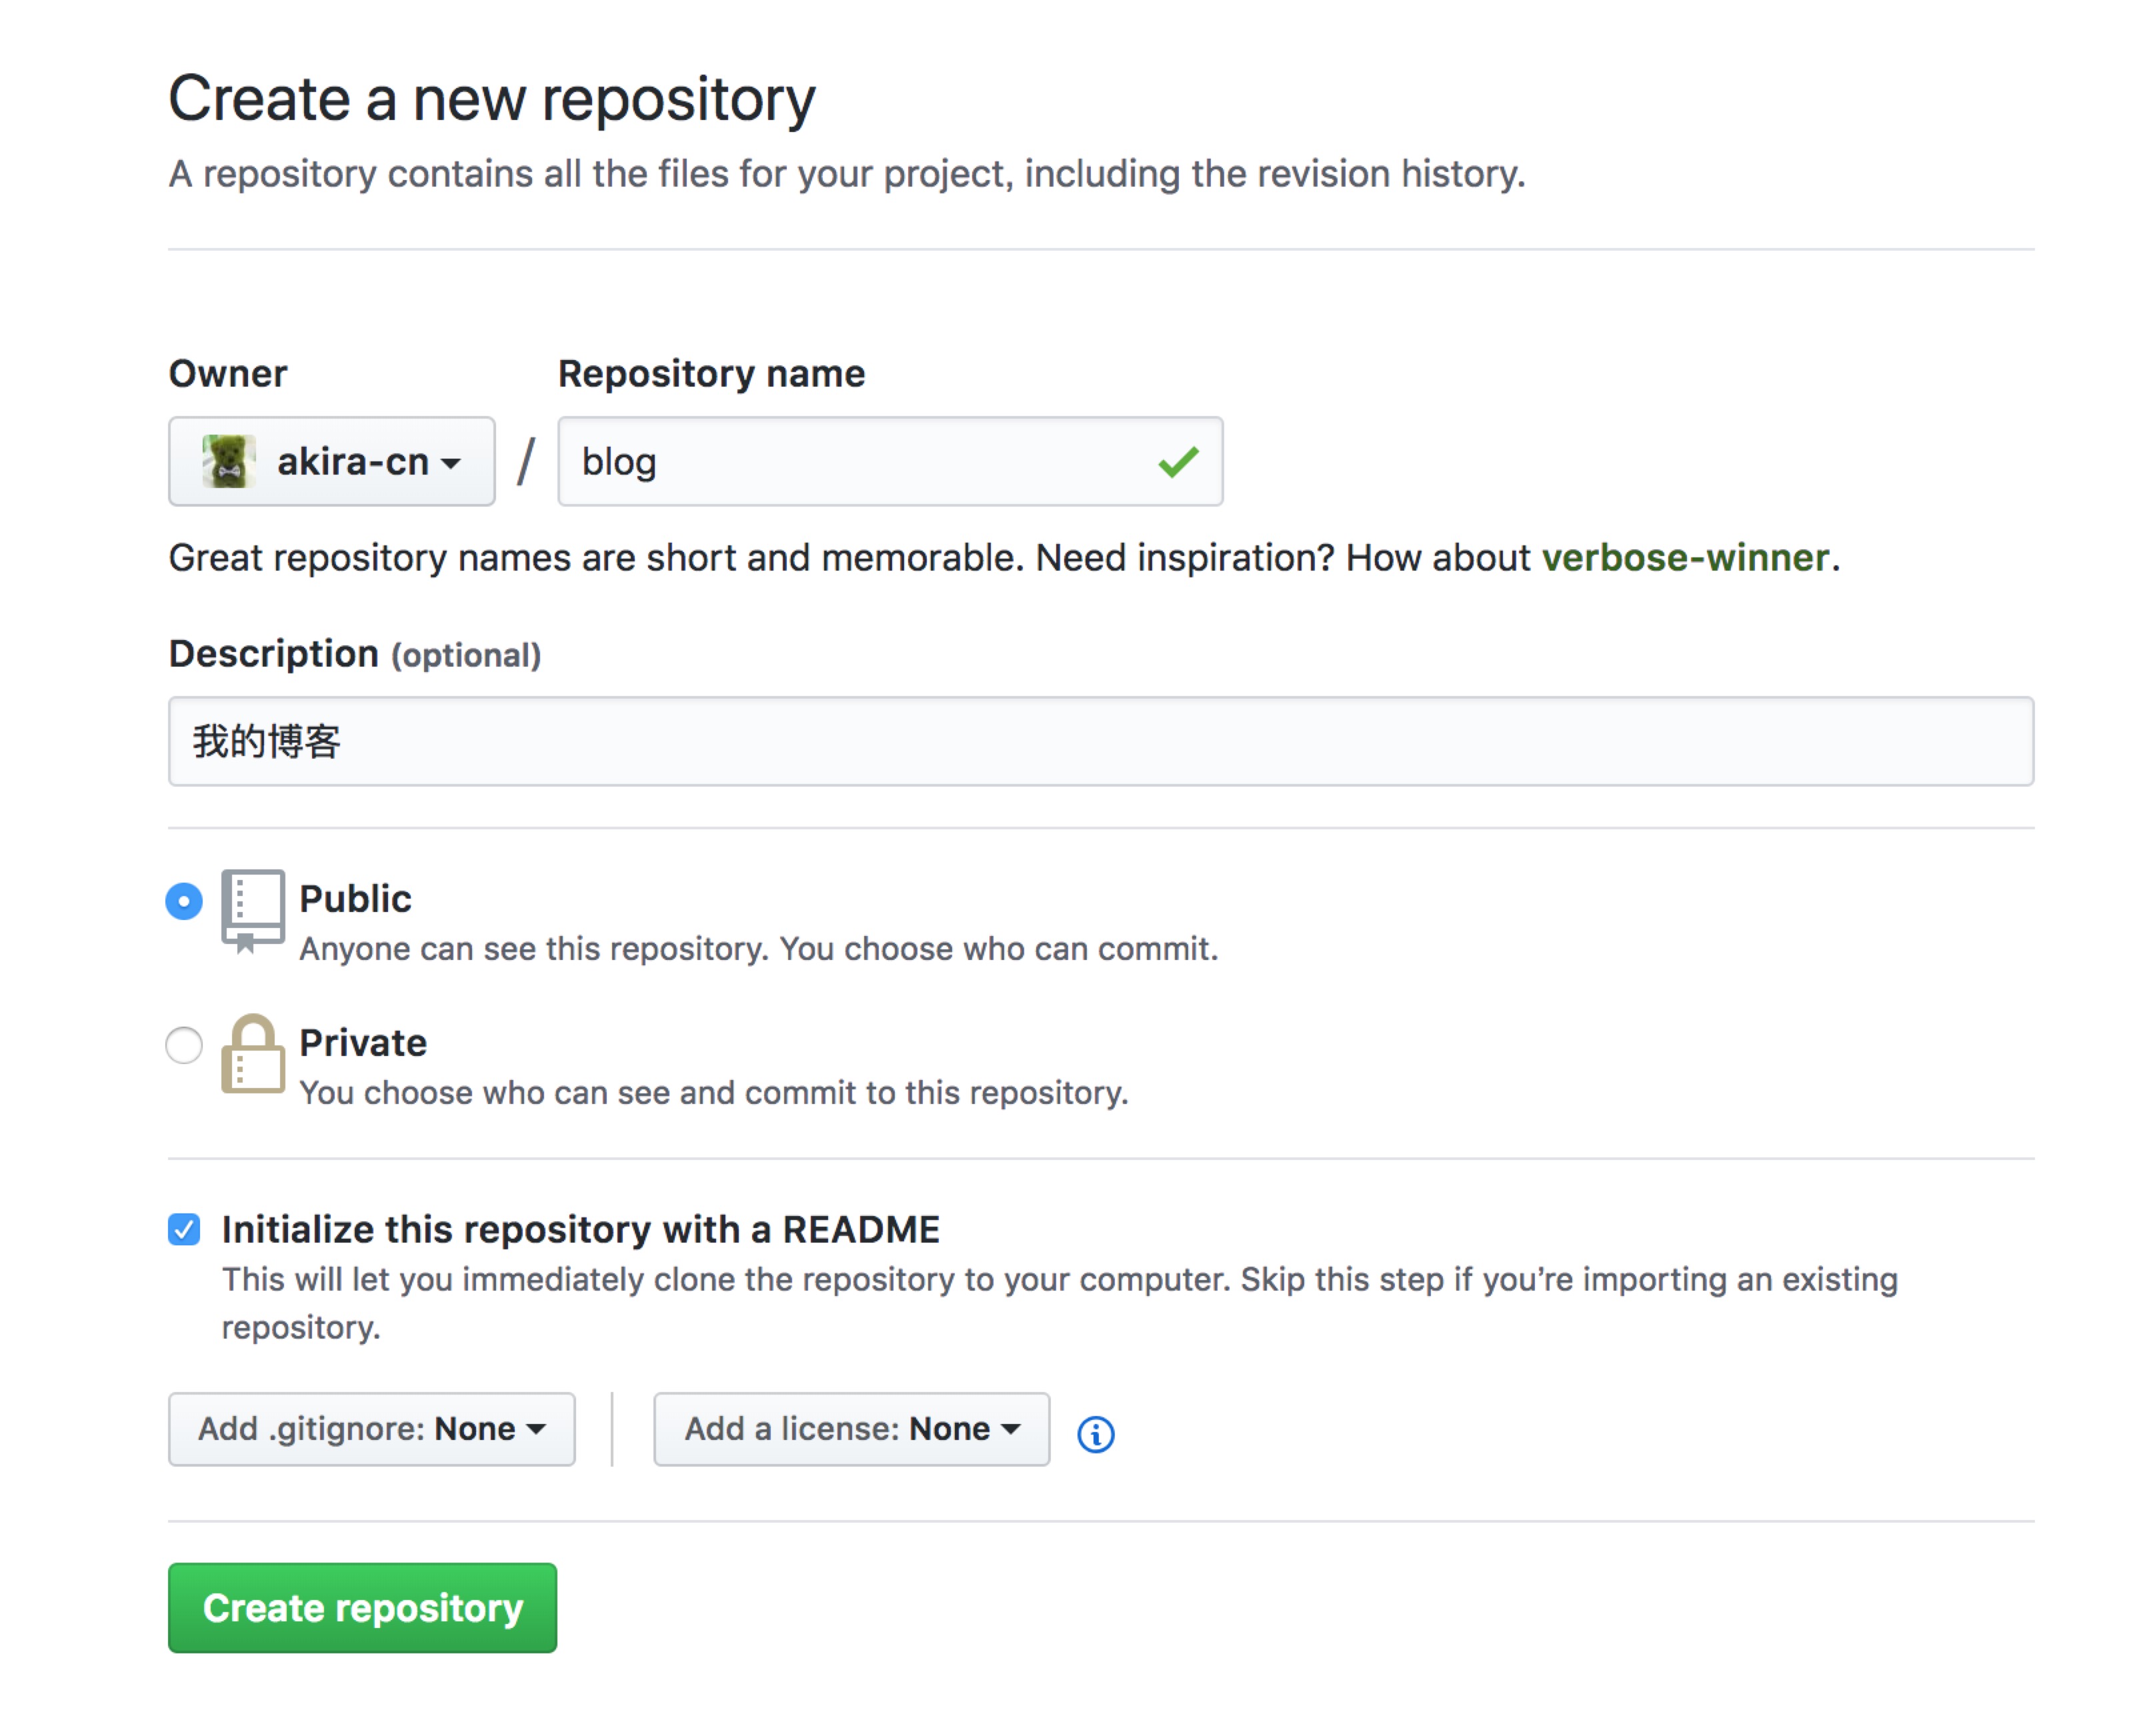 Create a new repository
A repository contains all the files for your project, including the revision history.
Owner
Repository name
akira-cn / blog
Great repository names are short and memorable. Need inspiration? How about verbose-winner.
Description (optional)
我的博客
Public
Anyone can see this repository. You choose who can commit.
Private
You choose who can see and commit to this repository.
Initialize this repository with a README
This will let you immediately clone the repository to your computer. Skip this step if you’re importing an existing
repository.
Add .gitignore: None
Add a license: None
Create repository